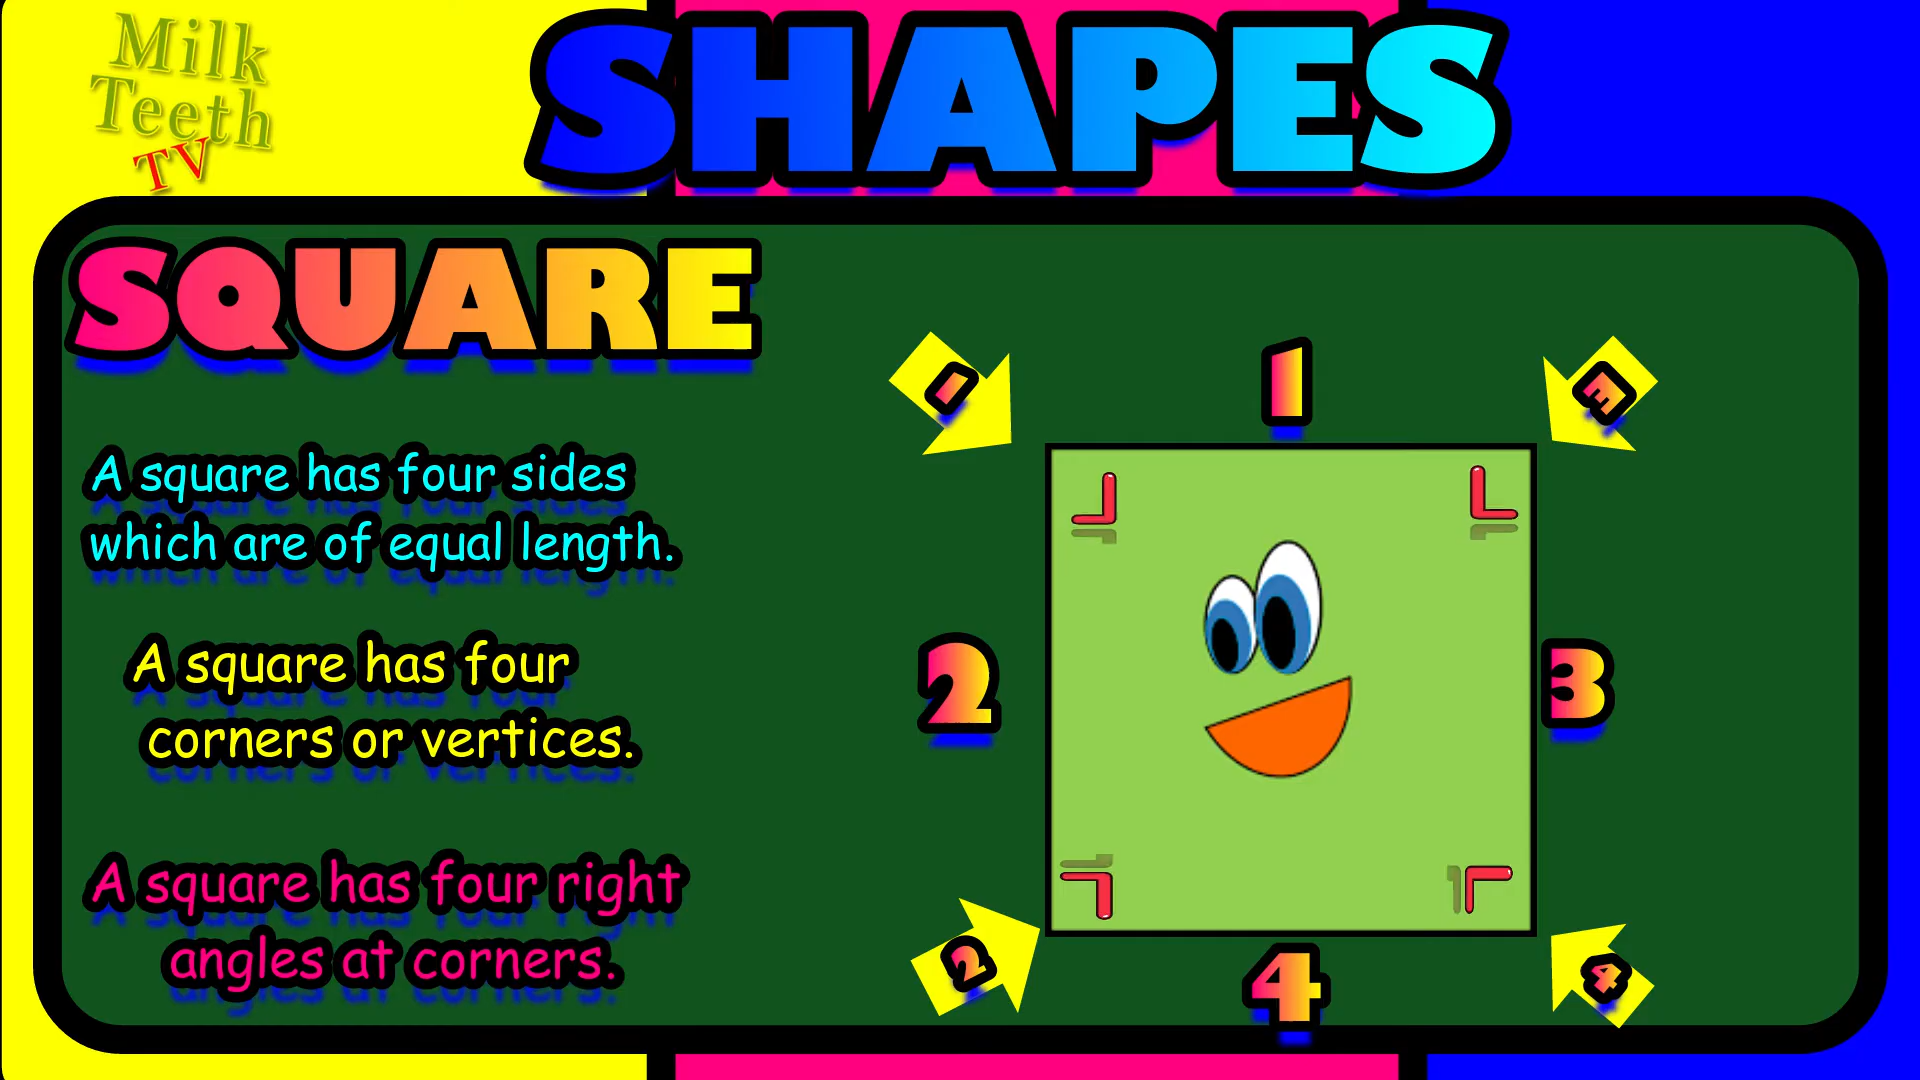 Milk
Teeth
TV
SHAPES
SQUARE
A square has four sides
which are of equal length.
A square has four
corners or vertices.
A square has four right
angles at corners.
1
1
3
2
3
2
4
4